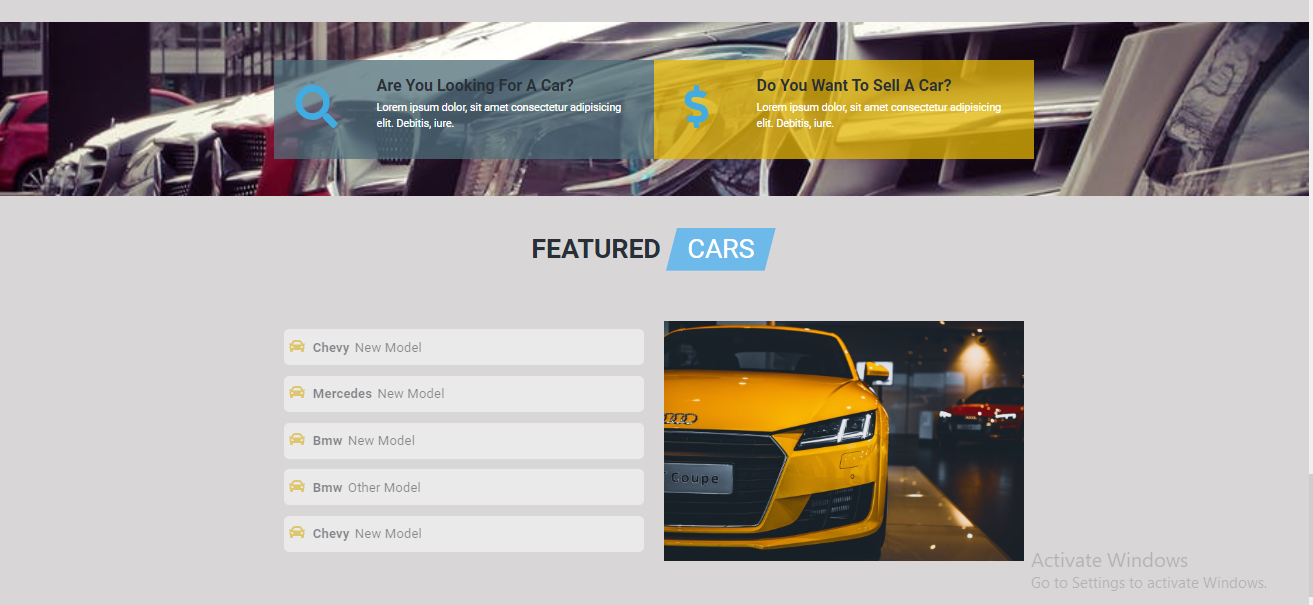 Are You Looking For A Car?
Lorem ipsum dolor, sit amet consectetur adipisicing
elit. Debitis, iure.
Do You Want To Sell A Car?
Lorem ipsum dolor, sit amet consectetur adipisicing
elit. Debitis, iure.
FEATURED CARS
Chevy New Model
Mercedes New Model
Bmw New Model
Bmw Other Model
Chevy New Model
Coupe
Activate Windows
Go to Settings to activate Windows.